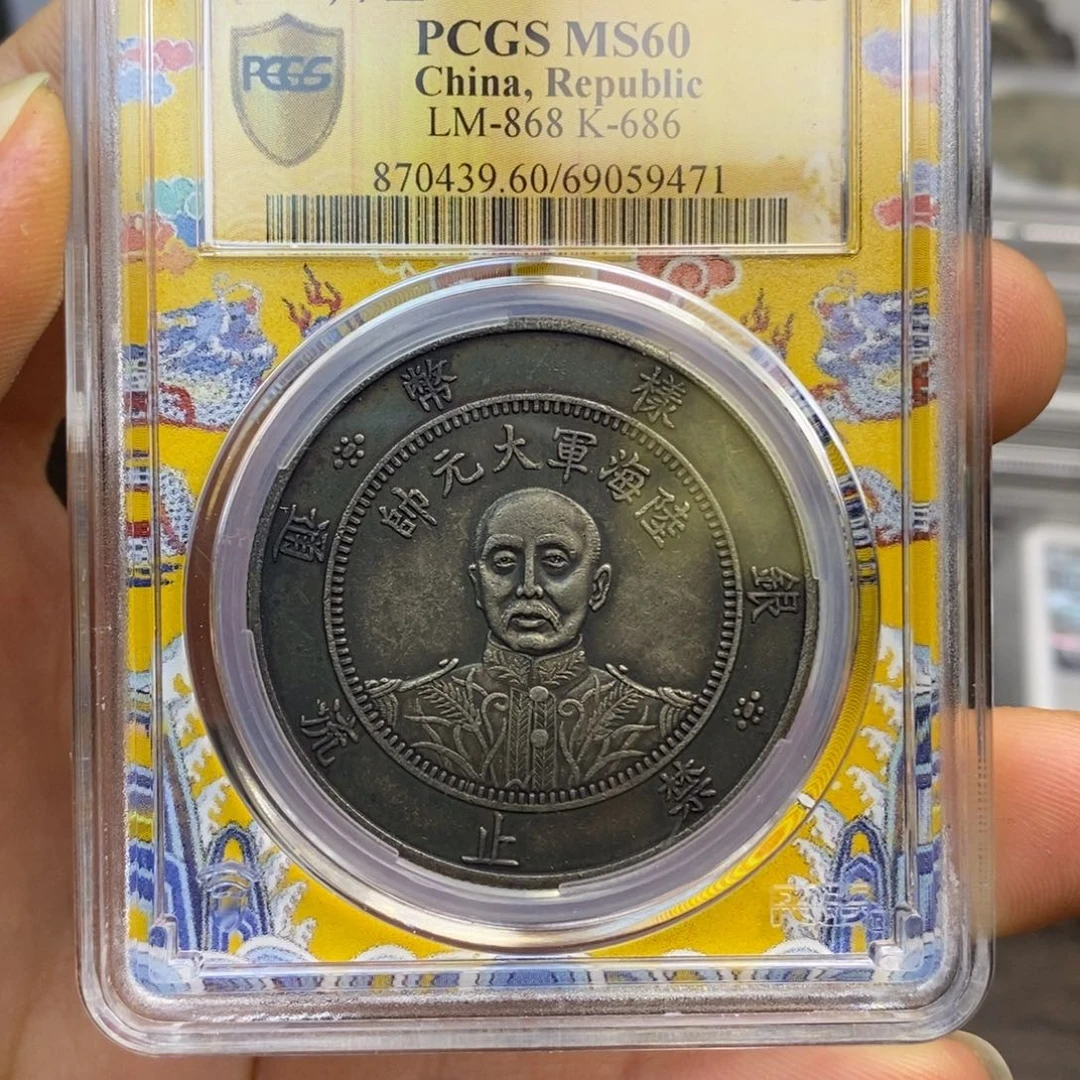 PCGS
PCGS MS60
China, Republic
LM-868 K-686
870439.60/69059471
銀樣幣
陸海軍大元帥
禁止流通